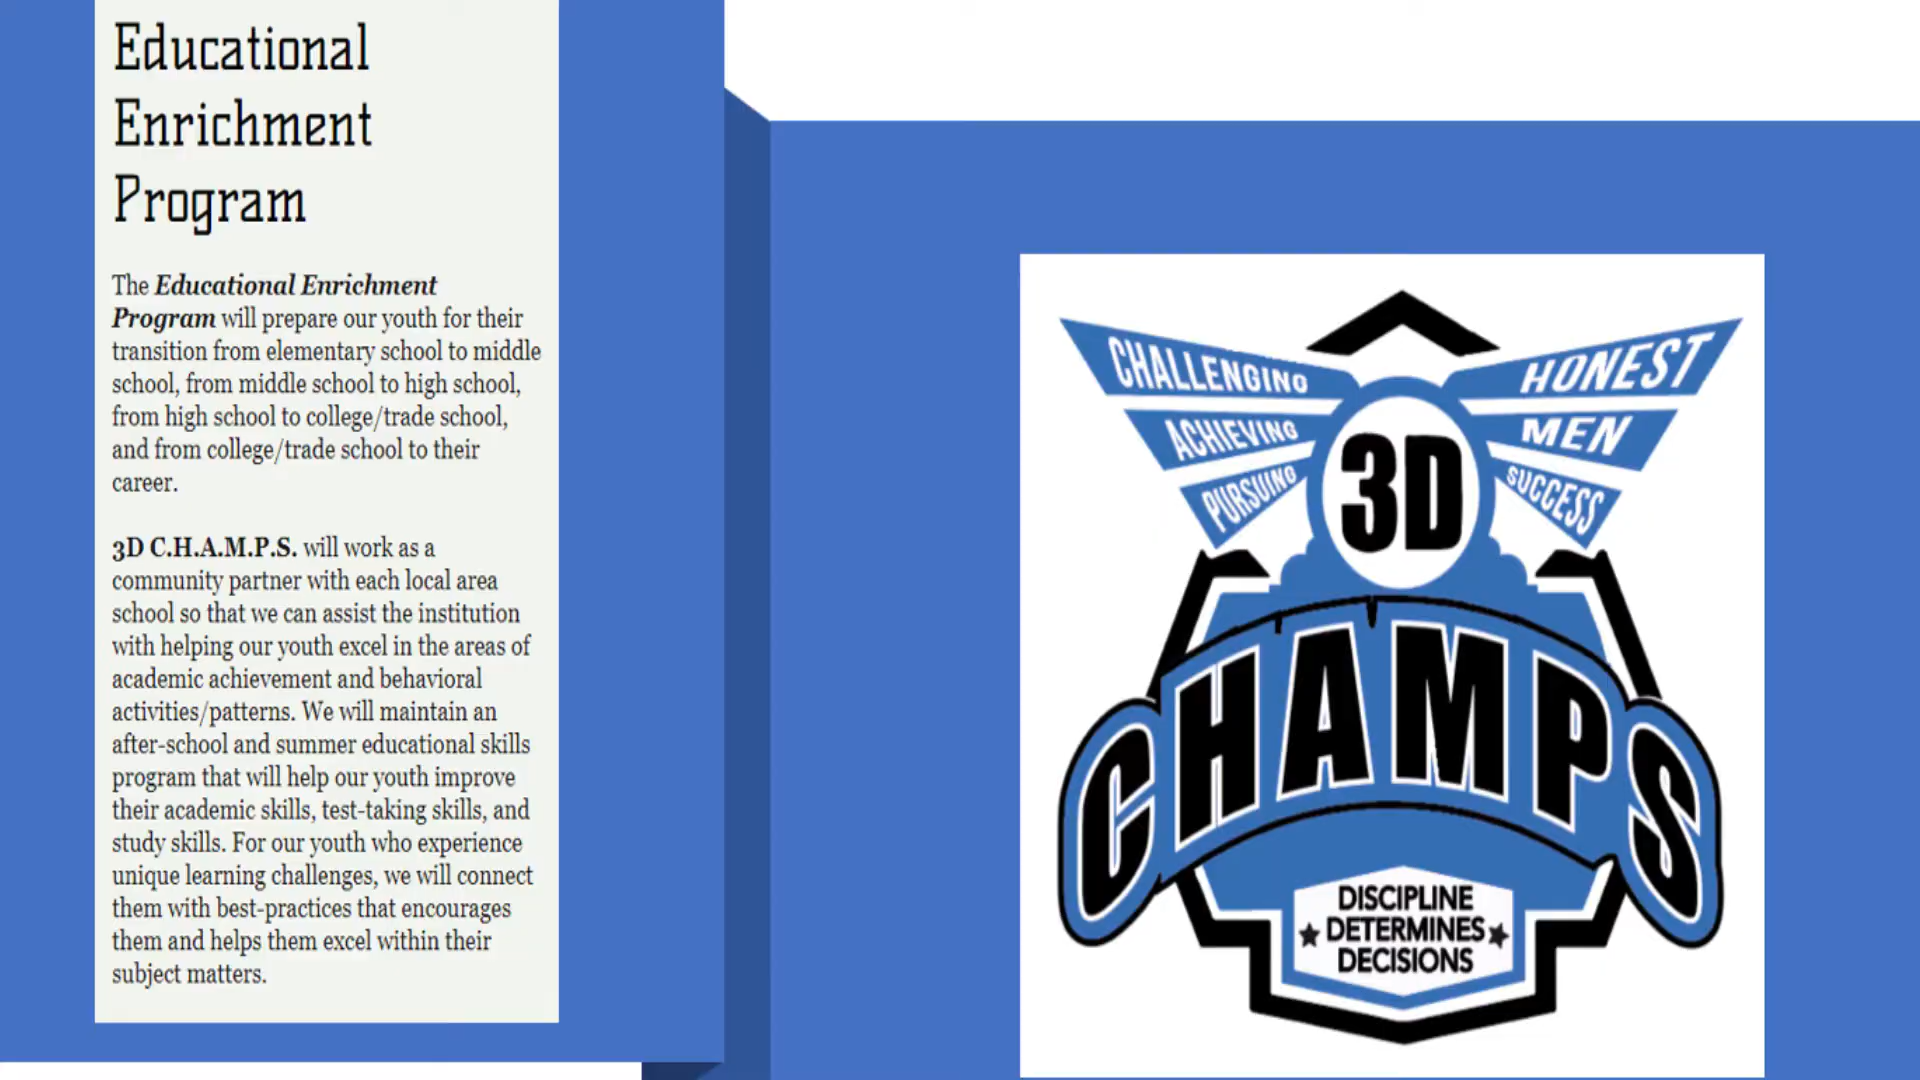 Educational
Enrichment
Program
The Educational Enrichment
Program will prepare our youth for their
transition from elementary school to middle
school, from middle school to high school,
from high school to college/trade school,
and from college/trade school to their
career.
3D C.H.A.M.P.S. will work as a
community partner with each local area
school so that we can assist the institution
with helping our youth excel in the areas of
academic achievement and behavioral
activities/patterns. We will maintain an
after-school and summer educational skills
program that will help our youth improve
their academic skills, test-taking skills, and
study skills. For our youth who experience
unique learning challenges, we will connect
them with best-practices that encourages
them and helps them excel within their
subject matters.
CHALLENGING
ACHIEVING
PURSUING
HONEST
MEN
SUCCESS
3D
CHAMPS
DISCIPLINE
DETERMINES
DECISIONS